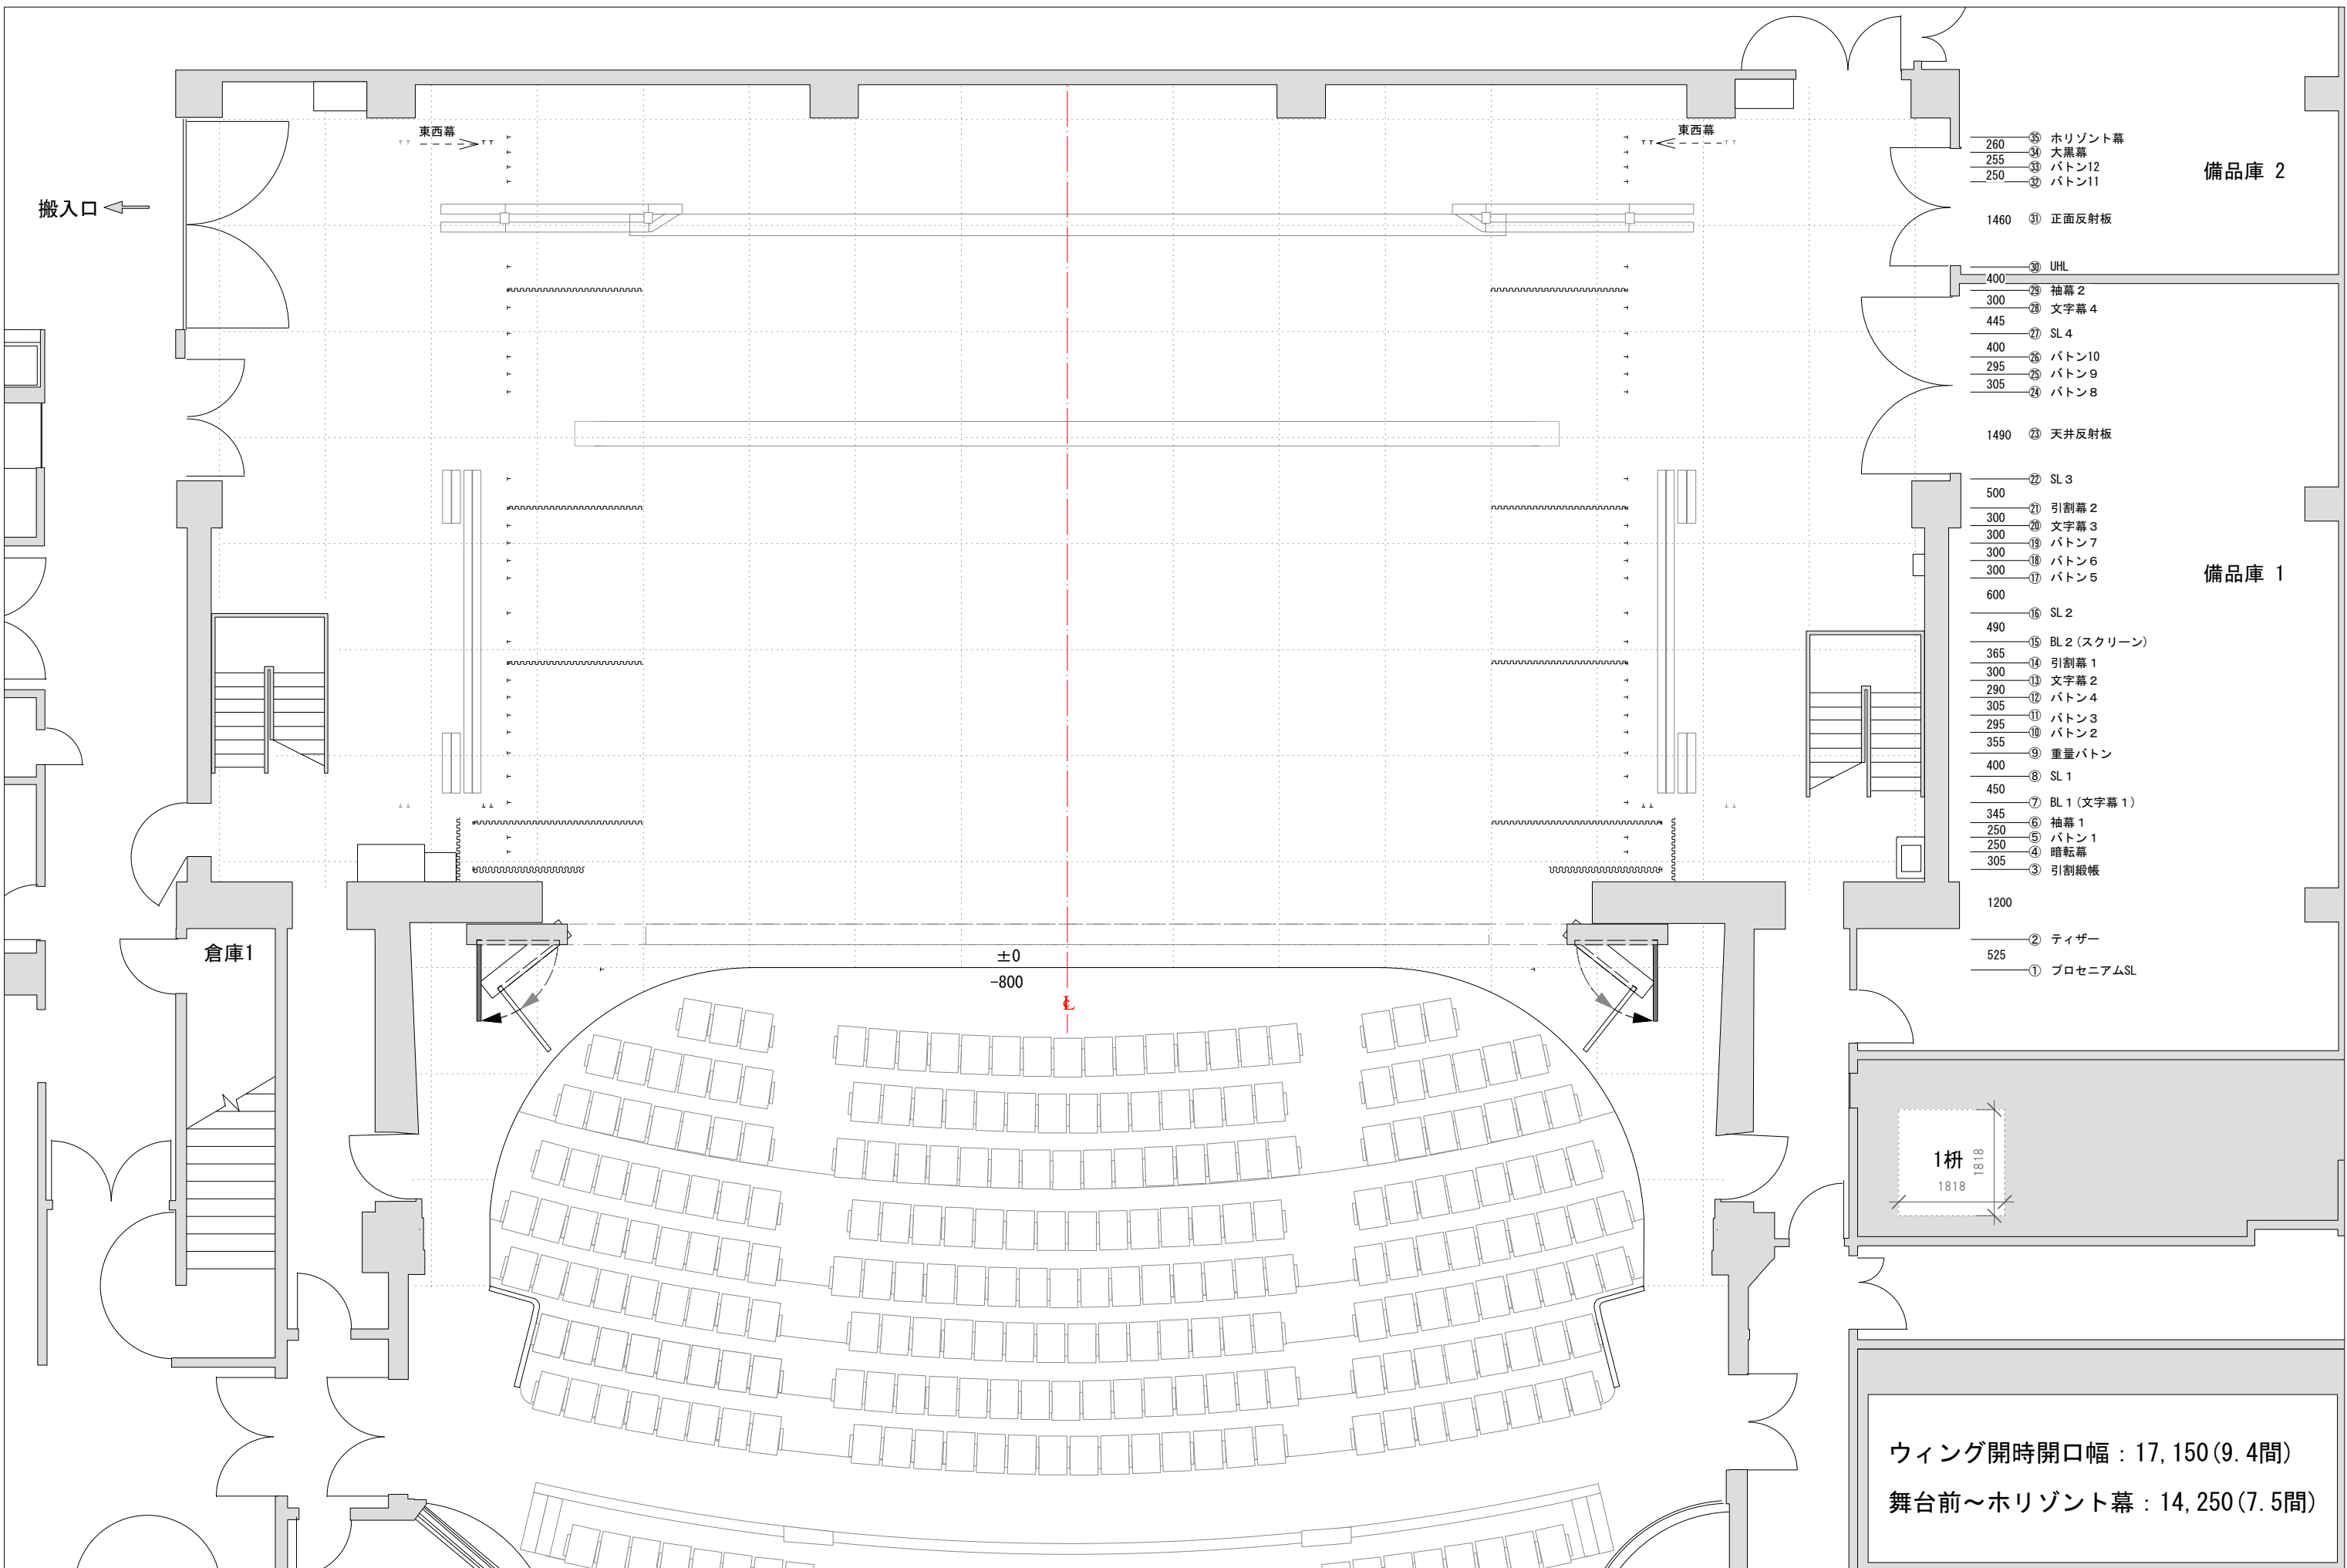 東西幕
東西幕
搬入口
備品庫 2
備品庫 1
㉟ ホリゾント幕
260
㉞ 大黒幕
255
㉝ バトン12
250
㉜ バトン11
1460 ㉛ 正面反射板
㉚ UHL
400
㉙ 袖幕2
300
㉘ 文字幕4
445
㉗ SL4
400
㉖ バトン10
295
㉕ バトン9
305
㉔ バトン8
1490 ㉓ 天井反射板
㉒ SL3
500
㉑ 引割幕2
300
⑳ 文字幕3
300
⑲ バトン7
300
⑱ バトン6
300
⑰ バトン5
600
⑯ SL2
490
⑮ BL2(スクリーン)
365
⑭ 引割幕1
300
⑬ 文字幕2
290
⑫ バトン4
305
⑪ バトン3
295
⑩ バトン2
355
⑨ 重量バトン
400
⑧ SL1
450
⑦ BL1(文字幕1)
345
⑥ 袖幕1
250
⑤ バトン1
250
④ 暗転幕
305
③ 引割緞帳
1200
② ティザー
525
① プロセニアムSL
倉庫1
±0
-800
℄
1枡
1818
1818
ウィング開時開口幅：17,150(9.4間)
舞台前～ホリゾント幕：14,250(7.5間)